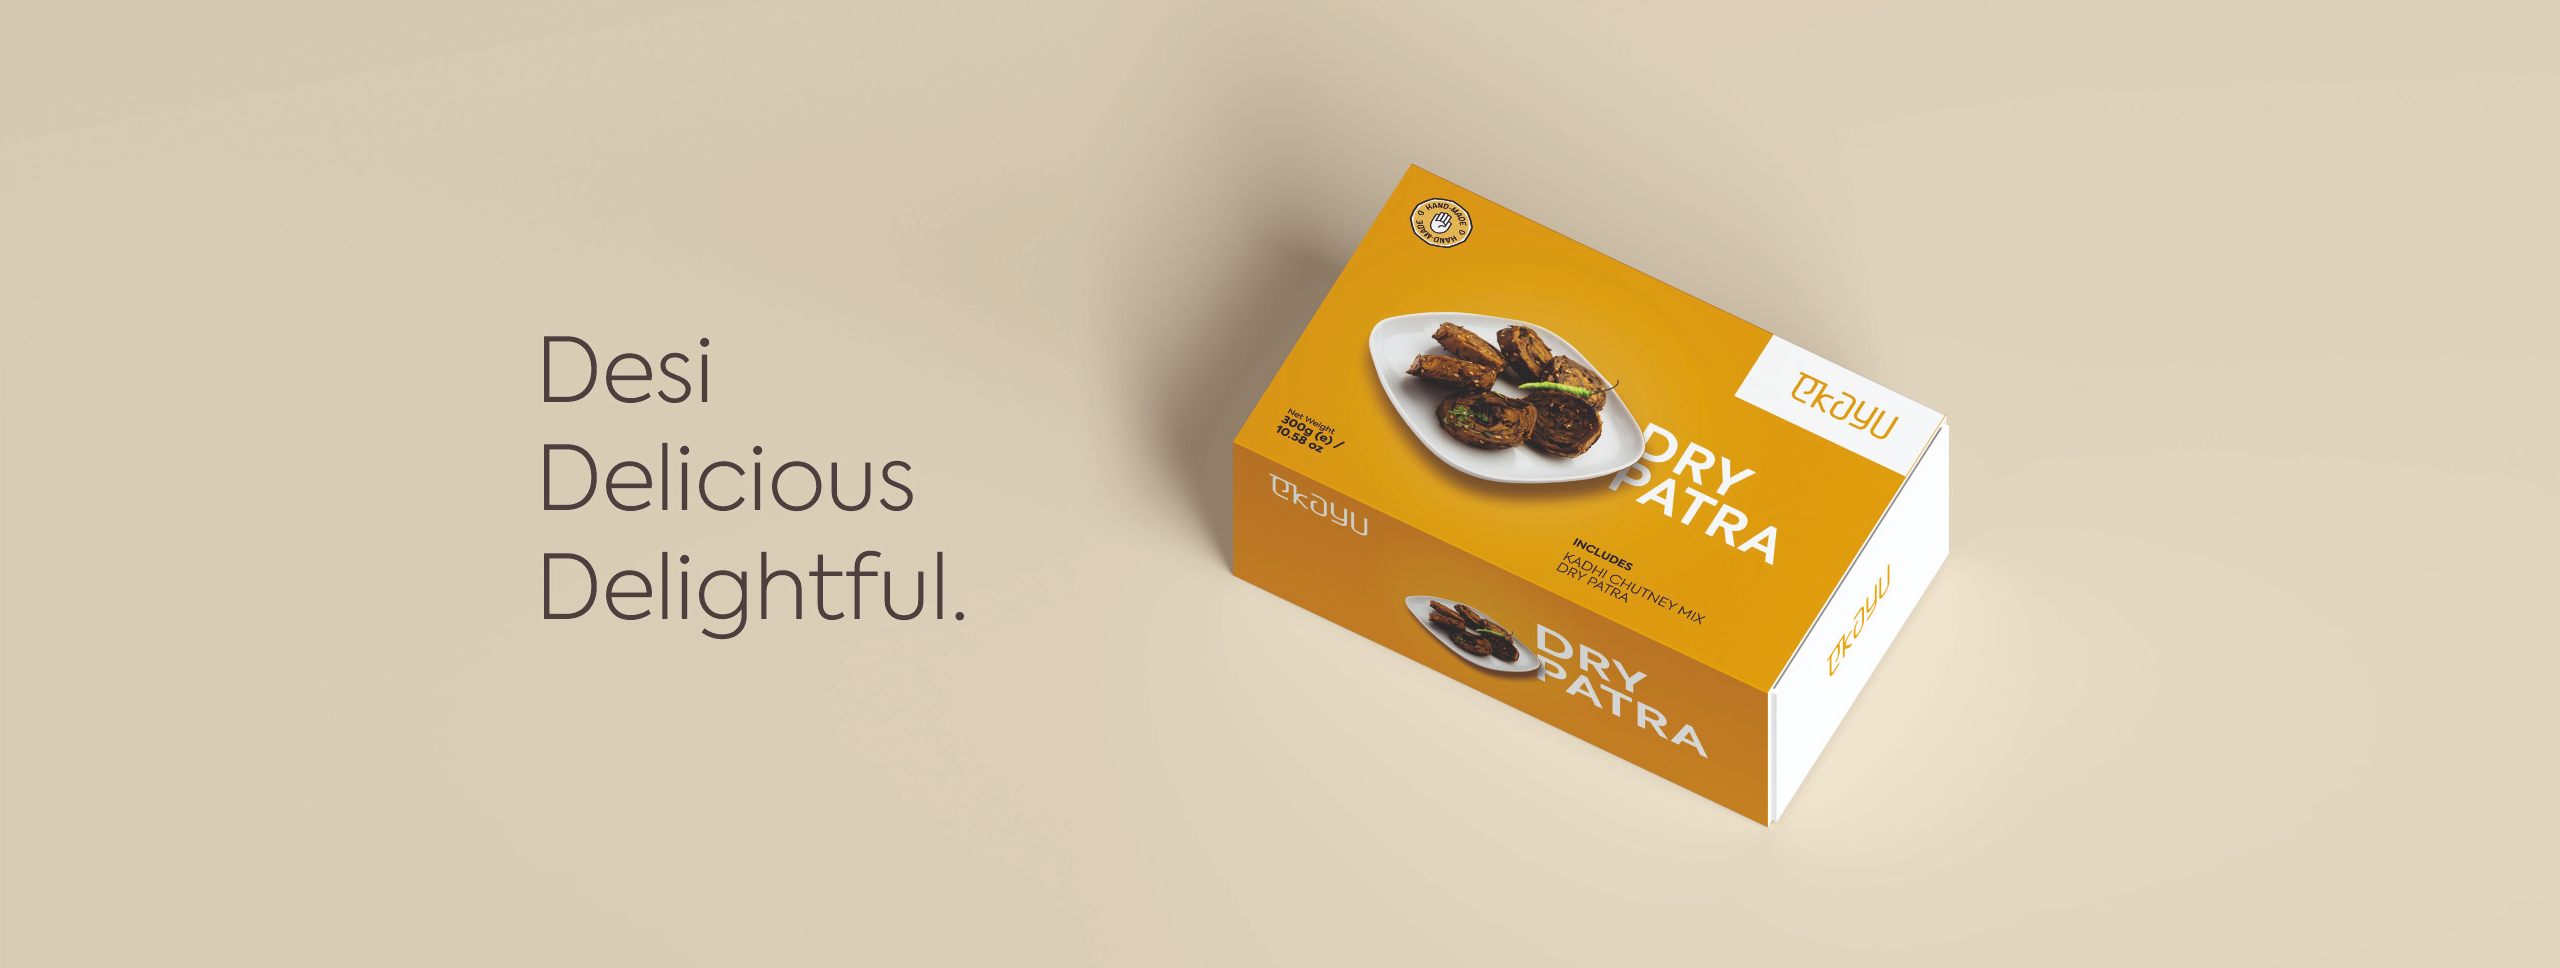 Desi
Delicious
Delightful.
HAND-MADE
HAND-MADE
Net Weight
300g (e) /
10.58 oz
ekayu
DRY
PATRA
INCLUDES
KADHI CHUTNEY MIX
DRY PATRA
ekayu
DRY
PATRA
ekayu